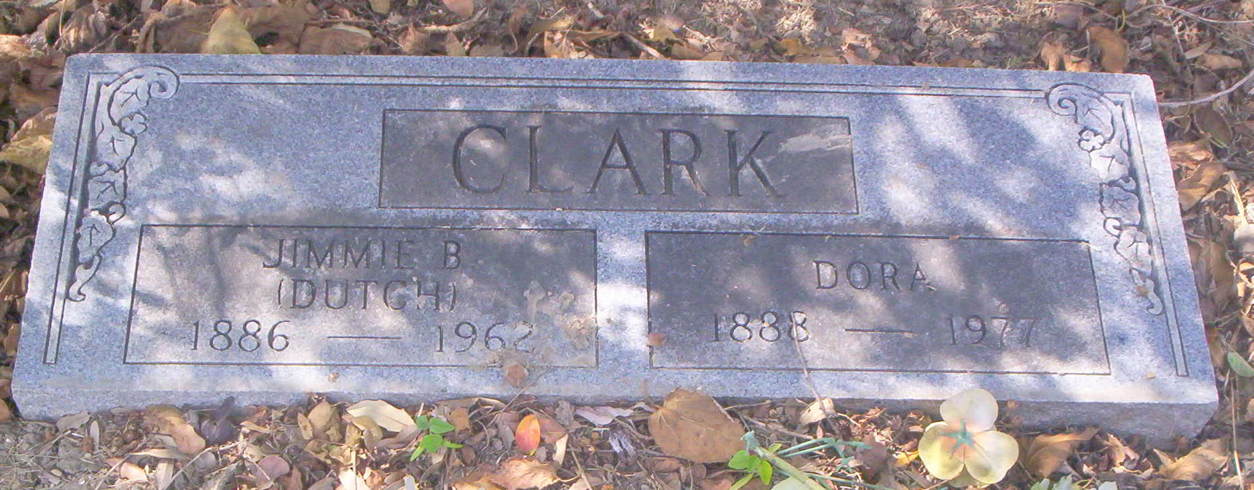 CLARK
JIMMIE B
(DUTCH)
1886 — 1962
DORA
1888 — 1977